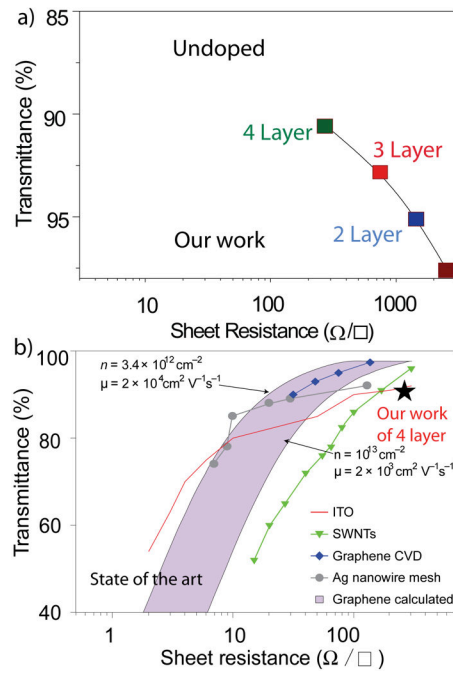 a)
85
90
95
Transmittance (%)
Undoped
4 Layer
3 Layer
2 Layer
Our work
10
100
1000
Sheet Resistance (Ω/□)
b)
100
80
60
40
Transmittance (%)
n = 3.4× 10¹² cm⁻²
μ = 2× 10⁴cm² V⁻¹s⁻¹
Our work
of 4 layer
n = 10¹³ cm⁻²
μ = 2× 10³cm² V⁻¹s⁻¹
ITO
SWNTs
Graphene CVD
Ag nanowire mesh
Graphene calculated
State of the art
1
10
100
Sheet resistance (Ω/□)